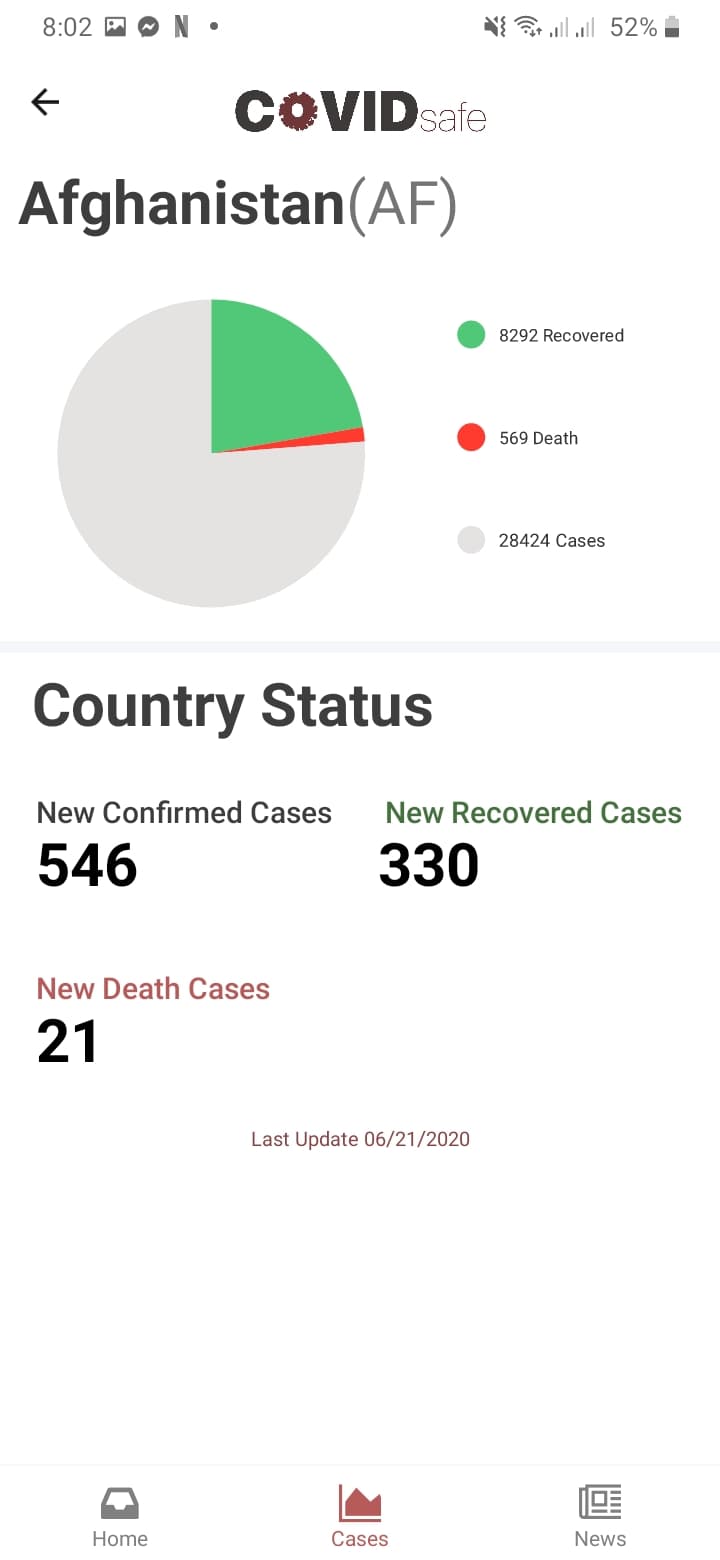 8:02 N 52%
COVIDsafe
Afghanistan(AF)
8292 Recovered
569 Death
28424 Cases
Country Status
New Confirmed Cases New Recovered Cases
546 330
New Death Cases
21
Last Update 06/21/2020
Home Cases News